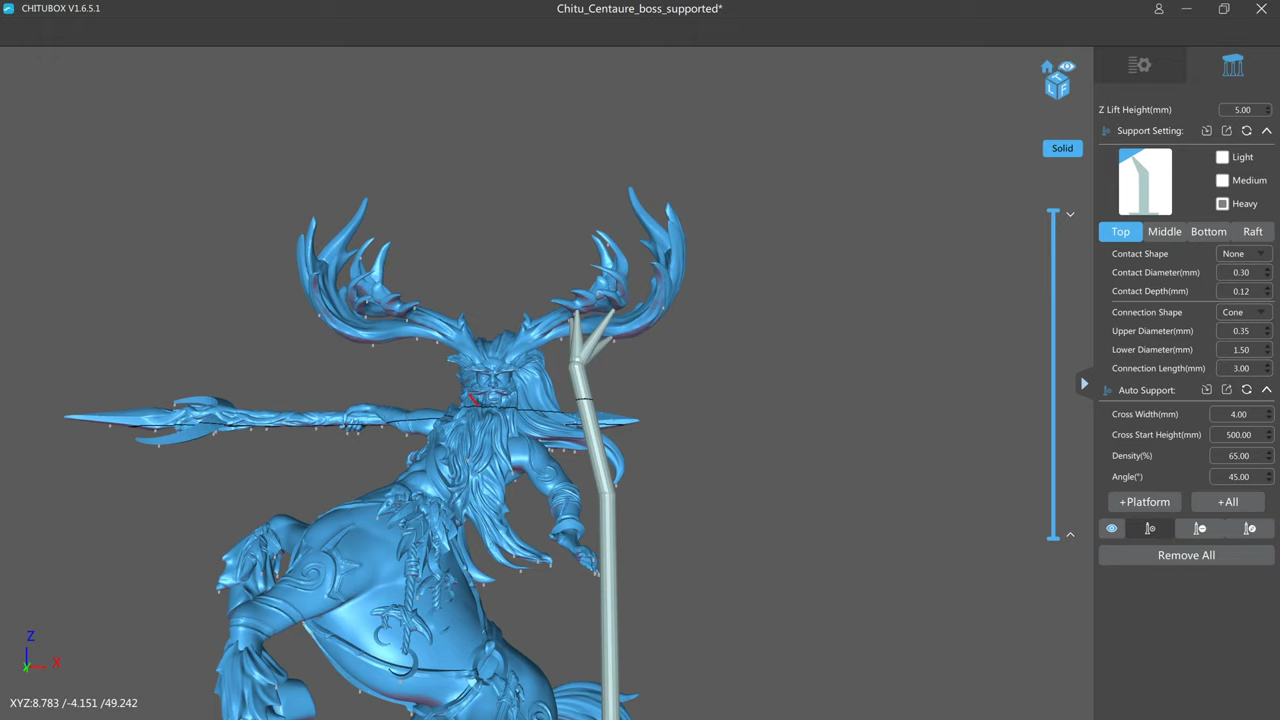 CHITUBOX V1.6.5.1
Chitu_Centaure_boss_supported*
Z Lift Height(mm) 5.00
Support Setting:
Light
Medium
Heavy
Top Middle Bottom Raft
Contact Shape None
Contact Diameter(mm) 0.30
Contact Depth(mm) 0.12
Connection Shape Cone
Upper Diameter(mm) 0.35
Lower Diameter(mm) 1.50
Connection Length(mm) 3.00
Auto Support:
Cross Width(mm) 4.00
Cross Start Height(mm) 500.00
Density(%) 65.00
Angle(°) 45.00
+Platform +All
Remove All
Solid
T
L F
Z
X
Y
XYZ:8.783 /-4.151 /49.242